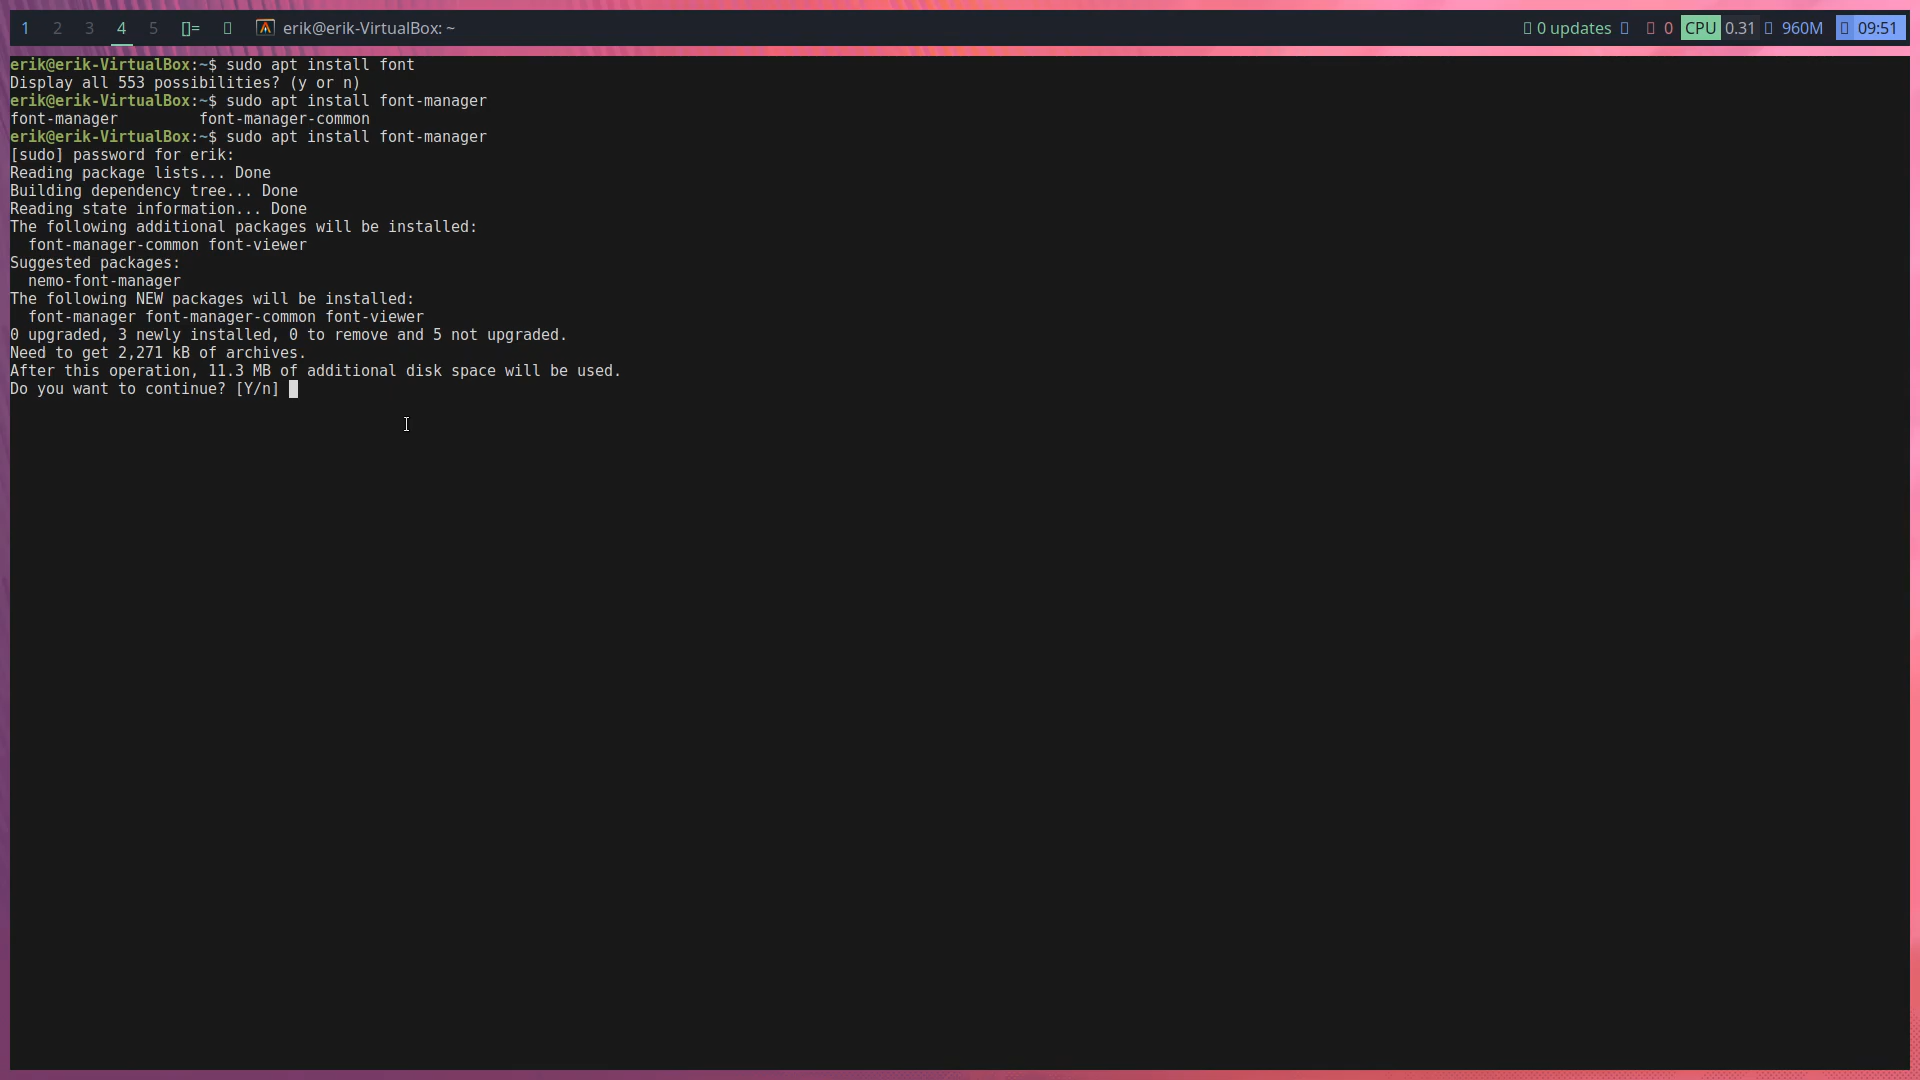 1 2 3 4 5 []= erik@erik-VirtualBox: ~ 0 updates 0 CPU 0.31 960M 09:51
erik@erik-VirtualBox:~$ sudo apt install font
Display all 553 possibilities? (y or n)
erik@erik-VirtualBox:~$ sudo apt install font-manager
font-manager         font-manager-common
erik@erik-VirtualBox:~$ sudo apt install font-manager
[sudo] password for erik:
Reading package lists... Done
Building dependency tree... Done
Reading state information... Done
The following additional packages will be installed:
  font-manager-common font-viewer
Suggested packages:
  nemo-font-manager
The following NEW packages will be installed:
  font-manager font-manager-common font-viewer
0 upgraded, 3 newly installed, 0 to remove and 5 not upgraded.
Need to get 2,271 kB of archives.
After this operation, 11.3 MB of additional disk space will be used.
Do you want to continue? [Y/n]